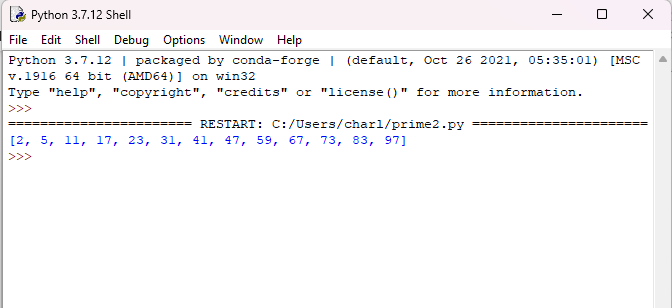 Python 3.7.12 Shell
File Edit Shell Debug Options Window Help
Python 3.7.12 | packaged by conda-forge | (default, Oct 26 2021, 05:35:01) [MSC
v.1916 64 bit (AMD64)] on win32
Type "help", "copyright", "credits" or "license()" for more information.
>>>
======================= RESTART: C:/Users/charl/prime2.py ======================
[2, 5, 11, 17, 23, 31, 41, 47, 59, 67, 73, 83, 97]
>>>